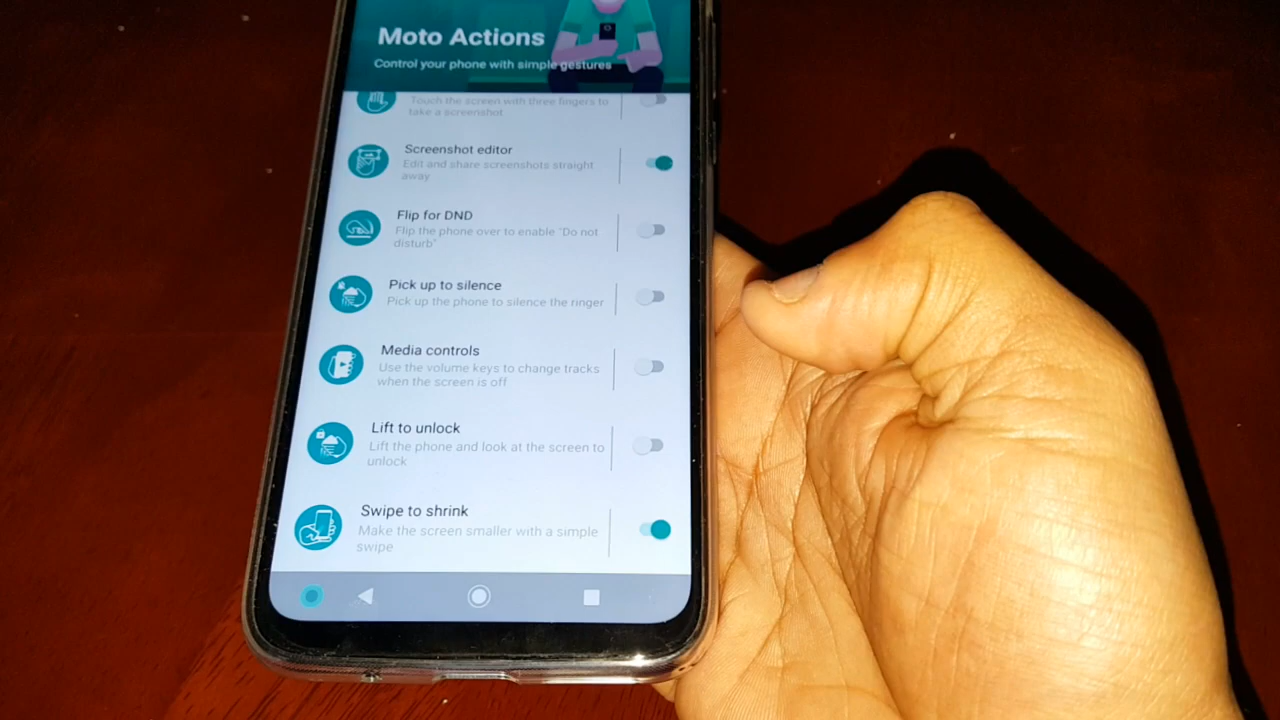 Moto Actions
Control your phone with simple gestures
Touch the screen with three fingers to
take a screenshot
Screenshot editor
Edit and share screenshots straight
away
Flip for DND
Flip the phone over to enable "Do not
disturb"
Pick up to silence
Pick up the phone to silence the ringer
Media controls
Use the volume keys to change tracks
when the screen is off
Lift to unlock
Lift the phone and look at the screen to
unlock
Swipe to shrink
Make the screen smaller with a simple
swipe